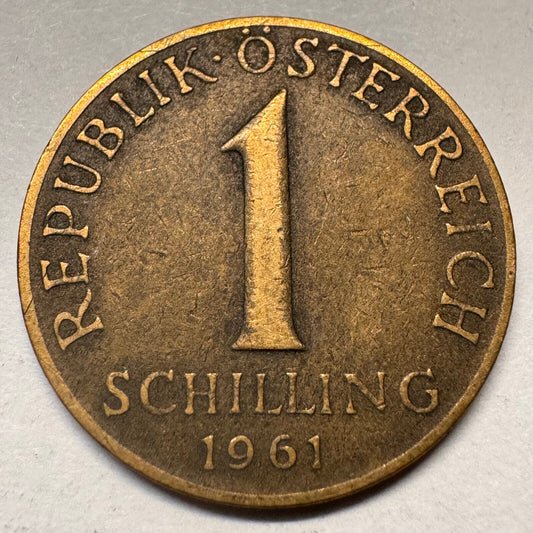 REPUBLIK · ÖSTERREICH
1
SCHILLING
1961